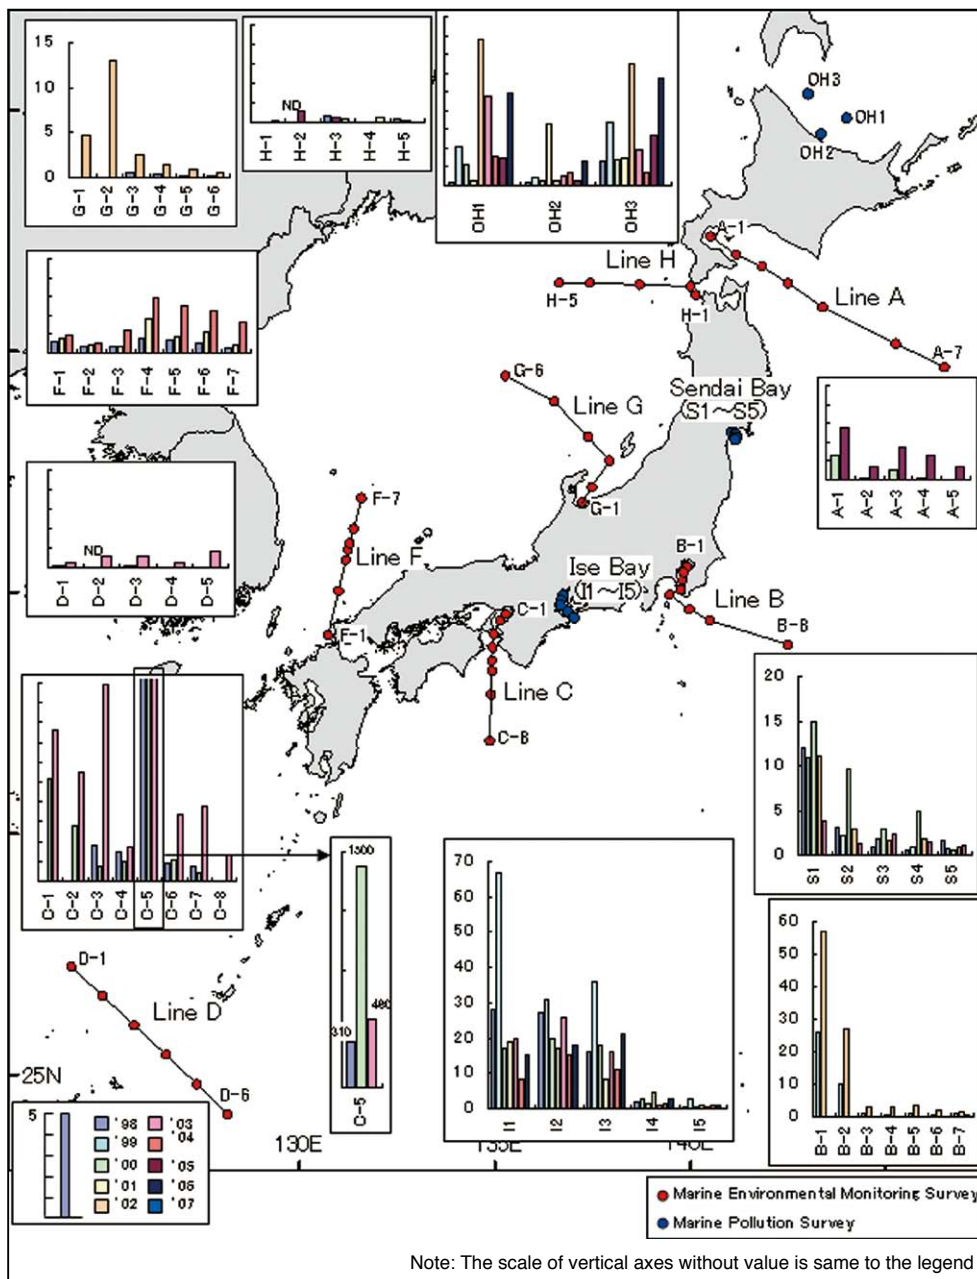 15
10
5
0
G-1 G-2 G-3 G-4 G-5 G-6
ND
H-1 H-2 H-3 H-4 H-5
OH1 OH2 OH3
OH3
OH1
OH2
A-1
Line H
H-5
H-1
Line A
A-7
F-1 F-2 F-3 F-4 F-5 F-6 F-7
G-6
Line G
G-1
Sendai Bay
(S1～S5)
A-1 A-2 A-3 A-4 A-5
ND
D-1 D-2 D-3 D-4 D-5
F-7
Line F
F-1
Ise Bay
(I1～I5)
B-1
Line B
B-8
C-1
Line C
C-8
C-1 C-2 C-3 C-4 C-5 C-6 C-7 C-8
1300
480
310
C-5
20
15
10
5
0
S1 S2 S3 S4 S5
70
60
50
40
30
20
10
0
I1 I2 I3 I4 I5
60
50
40
30
20
10
0
B-1 B-2 B-3 B-4 B-5 B-6 B-7
D-1
Line D
D-6
25N
130E
135E
140E
5
'98 '03
'99 '04
'00 '05
'01 '06
'02 '07
Marine Environmental Monitoring Survey
Marine Pollution Survey
Note: The scale of vertical axes without value is same to the legend